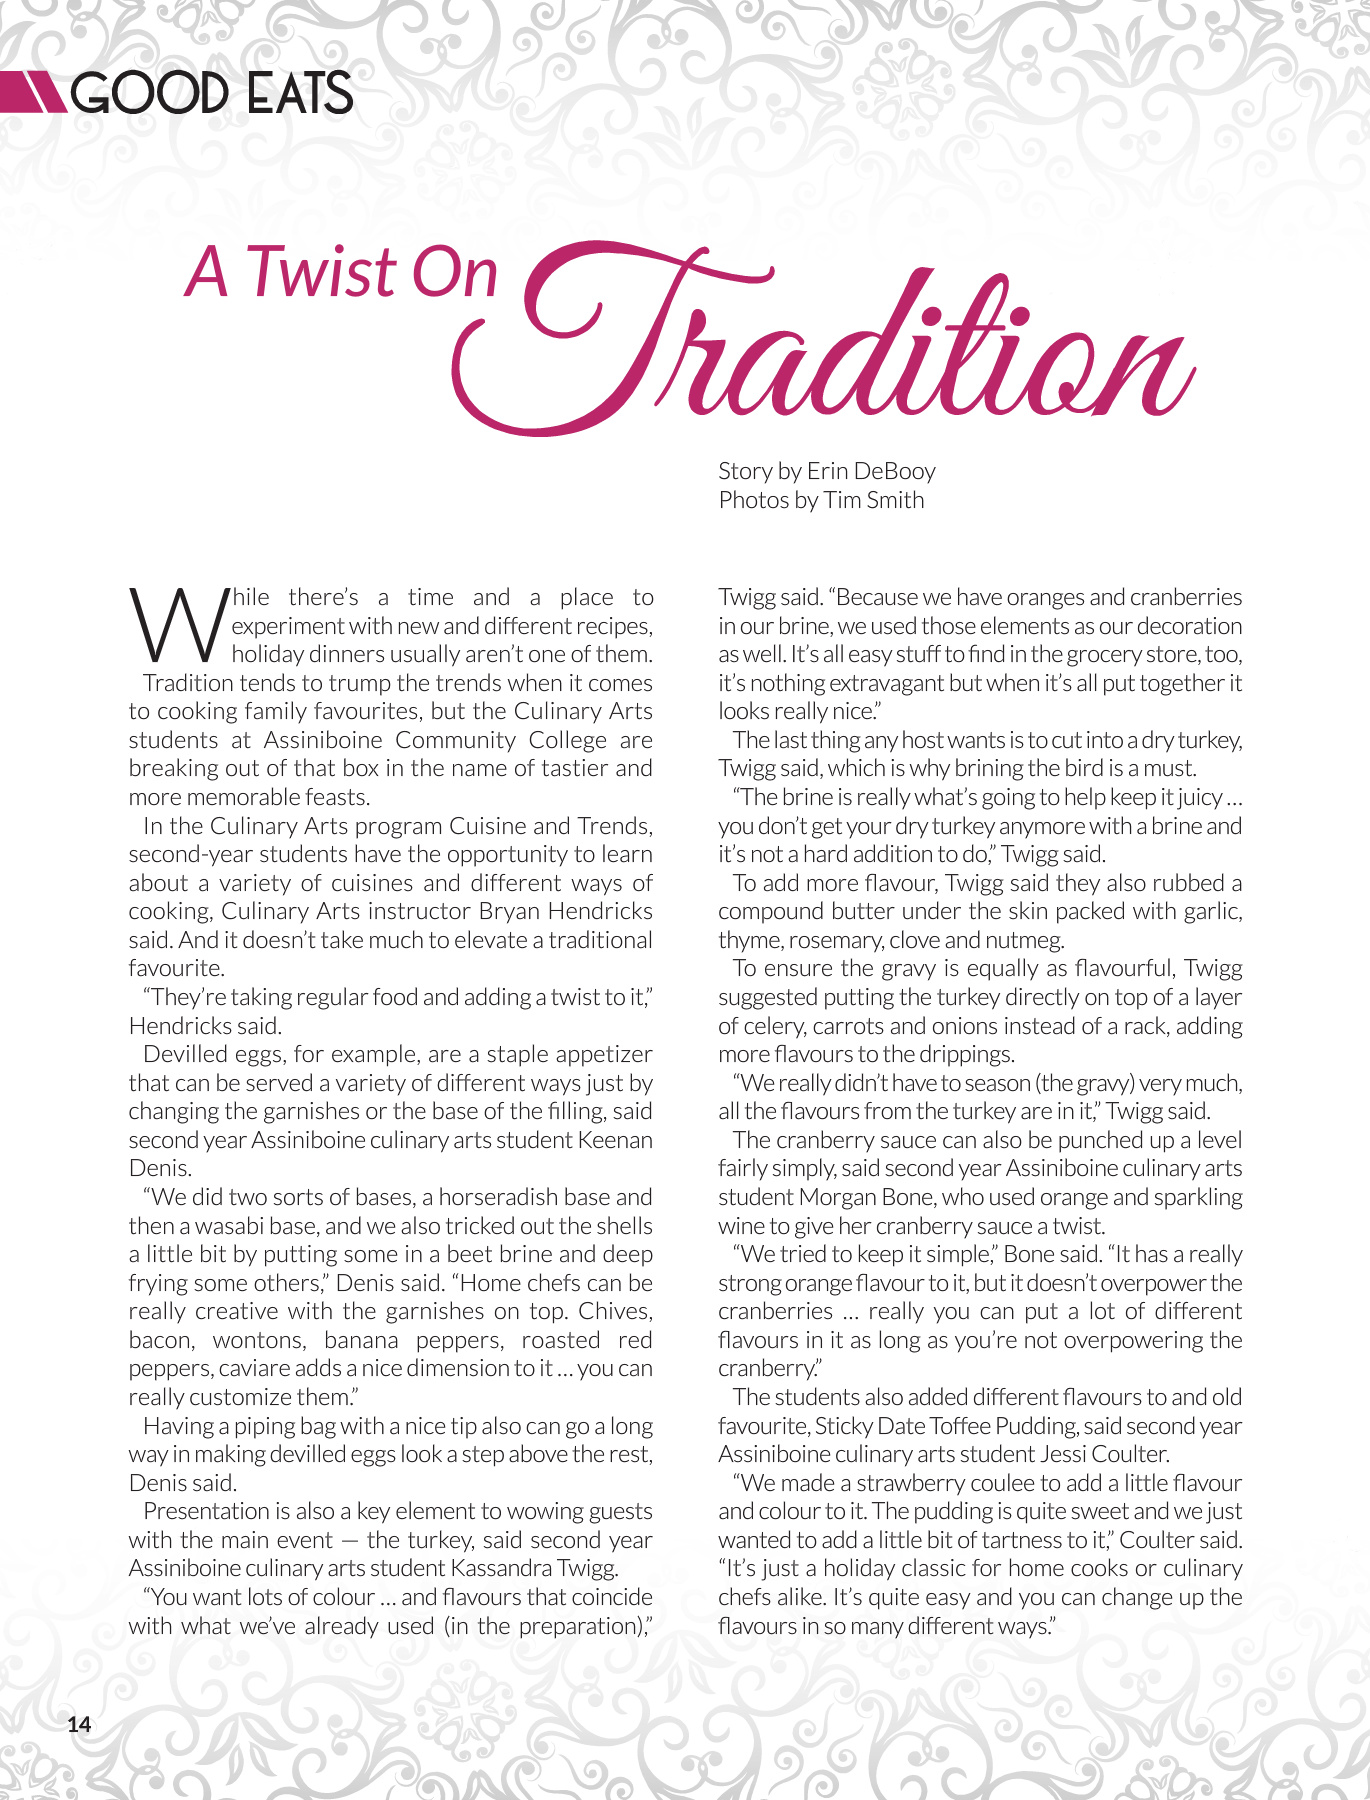 GOOD EATS
A Twist On
Tradition
Story by Erin DeBooy
Photos by Tim Smith
While there’s a time and a place to
experiment with new and different recipes,
holiday dinners usually aren’t one of them.
Tradition tends to trump the trends when it comes
to cooking family favourites, but the Culinary Arts
students at Assiniboine Community College are
breaking out of that box in the name of tastier and
more memorable feasts.
In the Culinary Arts program Cuisine and Trends,
second-year students have the opportunity to learn
about a variety of cuisines and different ways of
cooking, Culinary Arts instructor Bryan Hendricks
said. And it doesn’t take much to elevate a traditional
favourite.
“They’re taking regular food and adding a twist to it,”
Hendricks said.
Devilled eggs, for example, are a staple appetizer
that can be served a variety of different ways just by
changing the garnishes or the base of the filling, said
second year Assiniboine culinary arts student Keenan
Denis.
“We did two sorts of bases, a horseradish base and
then a wasabi base, and we also tricked out the shells
a little bit by putting some in a beet brine and deep
frying some others,” Denis said. “Home chefs can be
really creative with the garnishes on top. Chives,
bacon, wontons, banana peppers, roasted red
peppers, caviare adds a nice dimension to it … you can
really customize them.”
Having a piping bag with a nice tip also can go a long
way in making devilled eggs look a step above the rest,
Denis said.
Presentation is also a key element to wowing guests
with the main event — the turkey, said second year
Assiniboine culinary arts student Kassandra Twigg.
“You want lots of colour … and flavours that coincide
with what we’ve already used (in the preparation),”
Twigg said. “Because we have oranges and cranberries
in our brine, we used those elements as our decoration
as well. It’s all easy stuff to find in the grocery store, too,
it’s nothing extravagant but when it’s all put together it
looks really nice.”
The last thing any host wants is to cut into a dry turkey,
Twigg said, which is why brining the bird is a must.
“The brine is really what’s going to help keep it juicy …
you don’t get your dry turkey anymore with a brine and
it’s not a hard addition to do,” Twigg said.
To add more flavour, Twigg said they also rubbed a
compound butter under the skin packed with garlic,
thyme, rosemary, clove and nutmeg.
To ensure the gravy is equally as flavourful, Twigg
suggested putting the turkey directly on top of a layer
of celery, carrots and onions instead of a rack, adding
more flavours to the drippings.
“We really didn’t have to season (the gravy) very much,
all the flavours from the turkey are in it,” Twigg said.
The cranberry sauce can also be punched up a level
fairly simply, said second year Assiniboine culinary arts
student Morgan Bone, who used orange and sparkling
wine to give her cranberry sauce a twist.
“We tried to keep it simple,” Bone said. “It has a really
strong orange flavour to it, but it doesn’t overpower the
cranberries … really you can put a lot of different
flavours in it as long as you’re not overpowering the
cranberry.”
The students also added different flavours to and old
favourite, Sticky Date Toffee Pudding, said second year
Assiniboine culinary arts student Jessi Coulter.
“We made a strawberry coulee to add a little flavour
and colour to it. The pudding is quite sweet and we just
wanted to add a little bit of tartness to it,” Coulter said.
“It’s just a holiday classic for home cooks or culinary
chefs alike. It’s quite easy and you can change up the
flavours in so many different ways.”
14